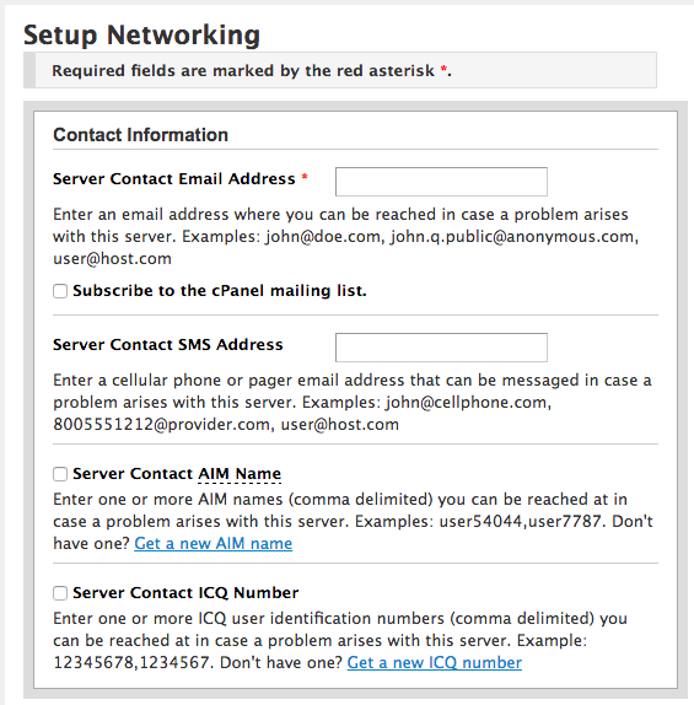 Setup Networking
Required fields are marked by the red asterisk *.
Contact Information
Server Contact Email Address *
Enter an email address where you can be reached in case a problem arises
with this server. Examples: john@doe.com, john.q.public@anonymous.com,
user@host.com
Subscribe to the cPanel mailing list.
Server Contact SMS Address
Enter a cellular phone or pager email address that can be messaged in case a
problem arises with this server. Examples: john@cellphone.com,
8005551212@provider.com, user@host.com
Server Contact AIM Name
Enter one or more AIM names (comma delimited) you can be reached at in
case a problem arises with this server. Examples: user54044,user7787. Don't
have one? Get a new AIM name
Server Contact ICQ Number
Enter one or more ICQ user identification numbers (comma delimited) you
can be reached at in case a problem arises with this server. Example:
12345678,1234567. Don't have one? Get a new ICQ number